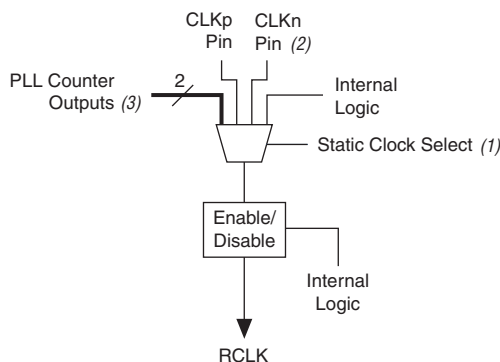 CLKp
Pin
CLKn
Pin (2)
PLL Counter
Outputs (3)
2
Internal
Logic
Static Clock Select (1)
Enable/
Disable
Internal
Logic
RCLK